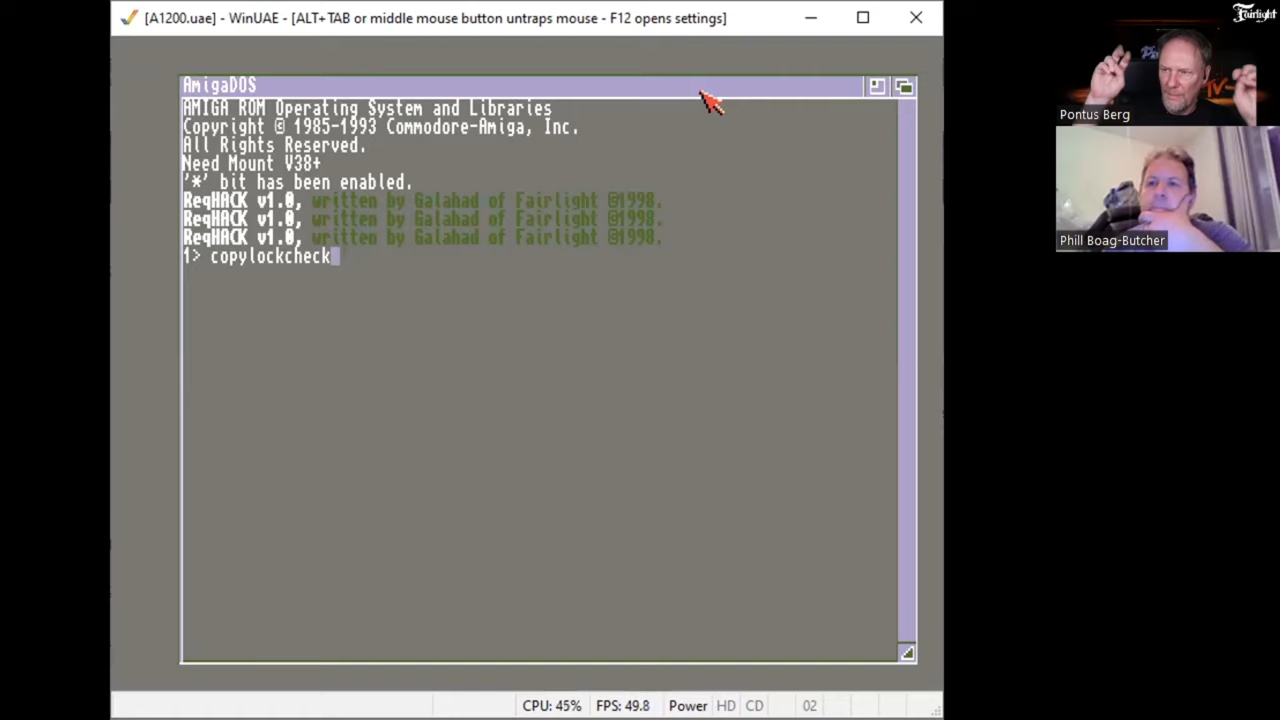 [A1200.uae] - WinUAE - [ALT+TAB or middle mouse button untraps mouse - F12 opens settings]
AmigaDOS
AMIGA ROM Operating System and Libraries
Copyright © 1985-1993 Commodore-Amiga, Inc.
All Rights Reserved.
Need Mount V38+
'*' bit has been enabled.
ReqHACK v1.0, written by Galahad of Fairlight @1998.
ReqHACK v1.0, written by Galahad of Fairlight @1998.
ReqHACK v1.0, written by Galahad of Fairlight @1998.
1> copylockcheck
CPU: 45% FPS: 49.8 Power HD CD 02
Fairlight
Pontus Berg
Phill Boag-Butcher